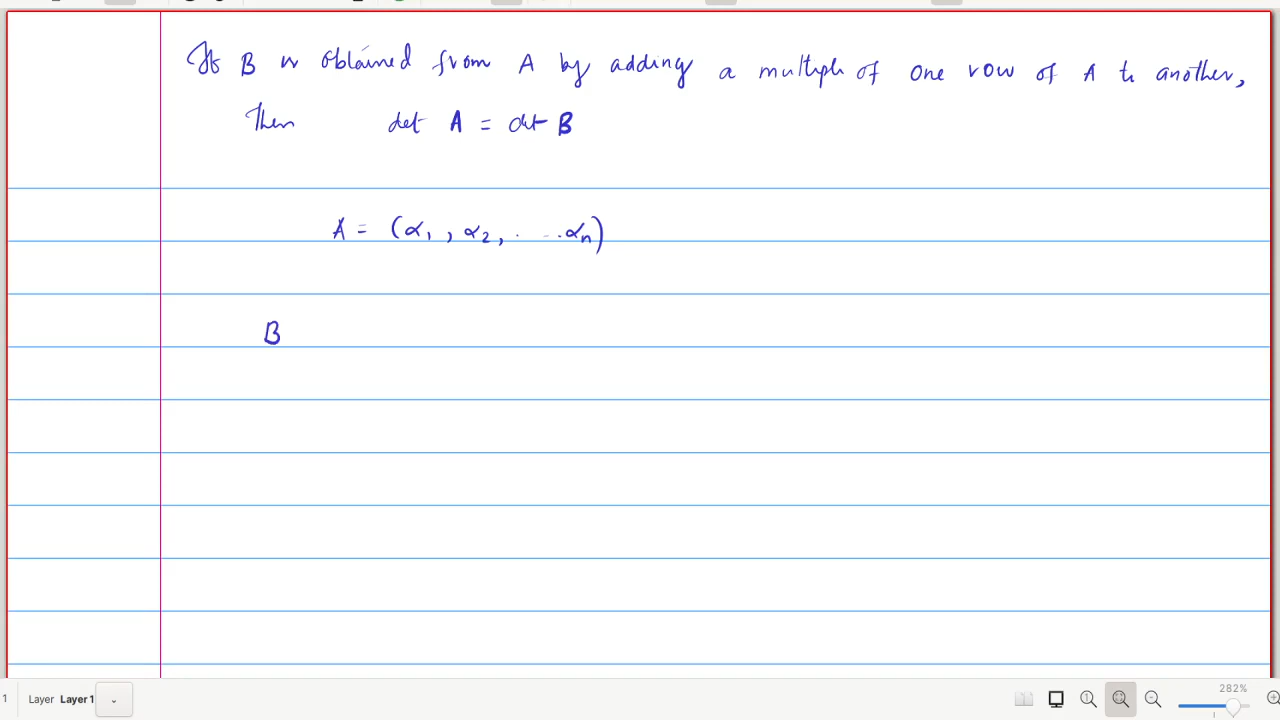 If B is obtained from A by adding a multiple of one row of A to another,
Then det A = det B
A = (α₁, α₂, . . . . αₙ)
B
1 Layer Layer 1 282%